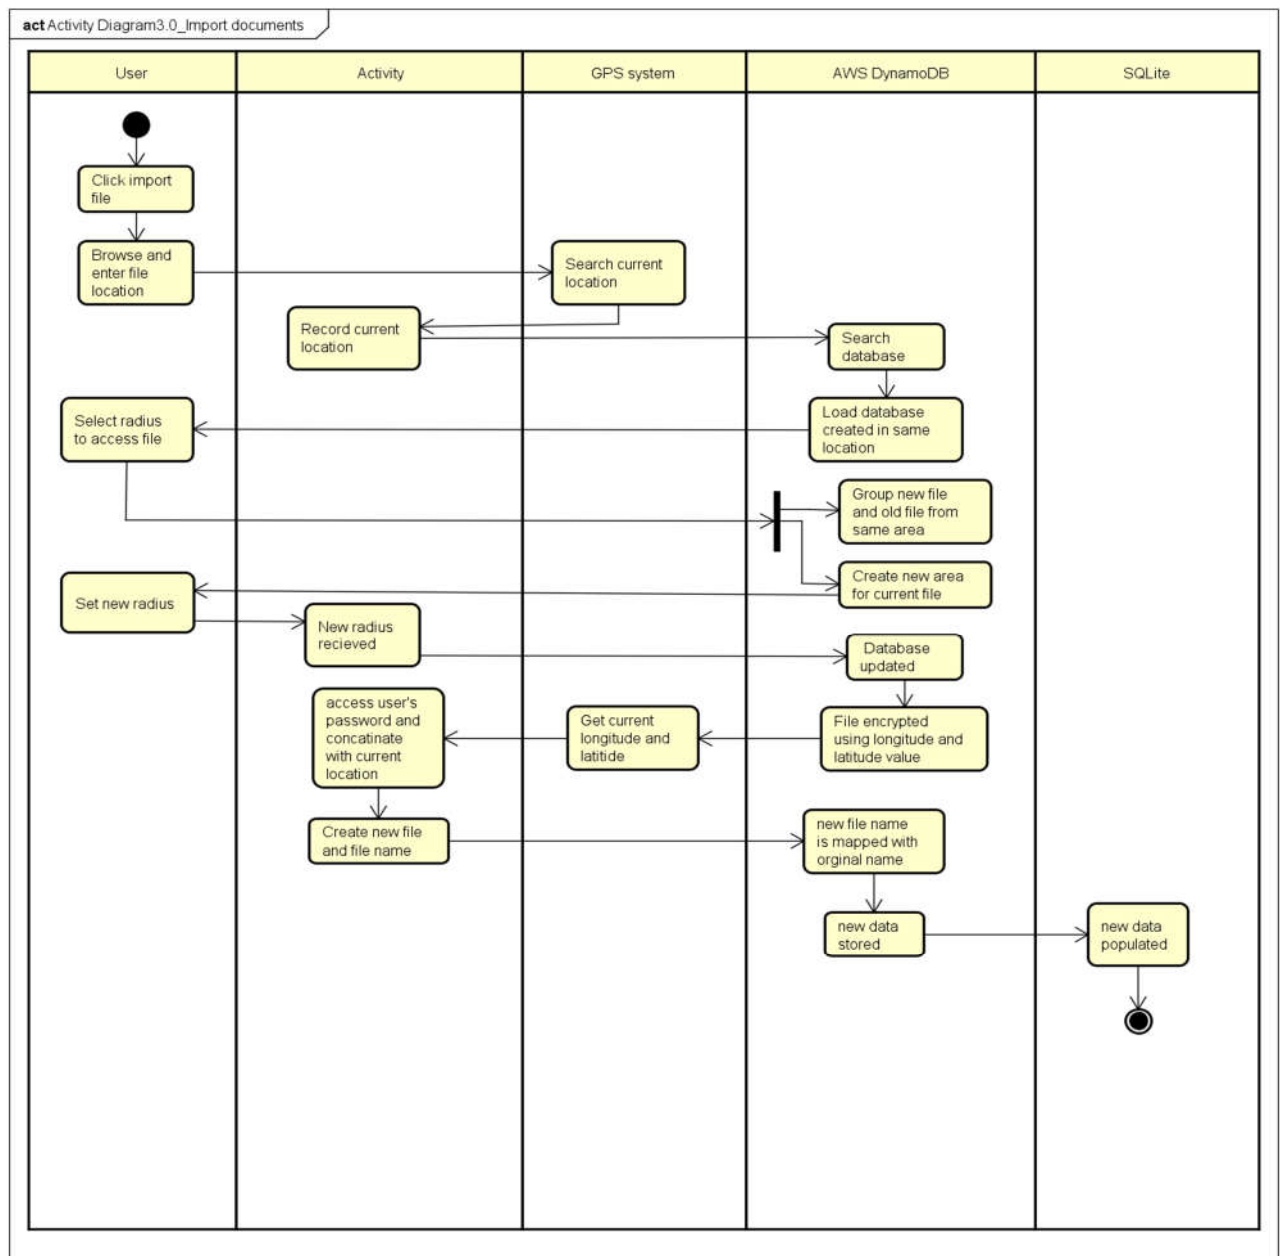 act Activity Diagram3.0_Import documents
User
Activity
GPS system
AWS DynamoDB
SQLite
Click import
file
Browse and
enter file
location
Search current
location
Record current
location
Search
database
Select radius
to access file
Load database
created in same
location
Group new file
and old file from
same area
Create new area
for current file
Set new radius
New radius
recieved
Database
updated
access user's
password and
concatinate
with current
location
Get current
longitude and
latitide
File encrypted
using longitude and
latitude value
Create new file
and file name
new file name
is mapped with
orginal name
new data
stored
new data
populated